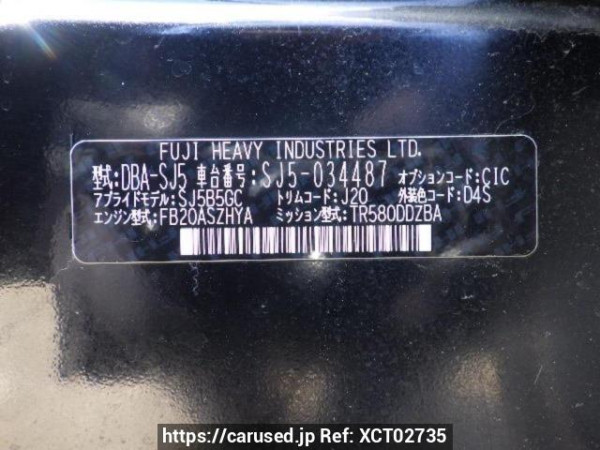 FUJI HEAVY INDUSTRIES LTD.
型式:DBA-SJ5 車台番号:SJ5-034487 オプションコード:C1C
アプライドモデル:SJ5B5GC トリムコード:J20 外装色コード:D4S
エンジン型式:FB20ASZHYA ミッション型式:TR580DDZBA
https://carused.jp Ref: XCT02735